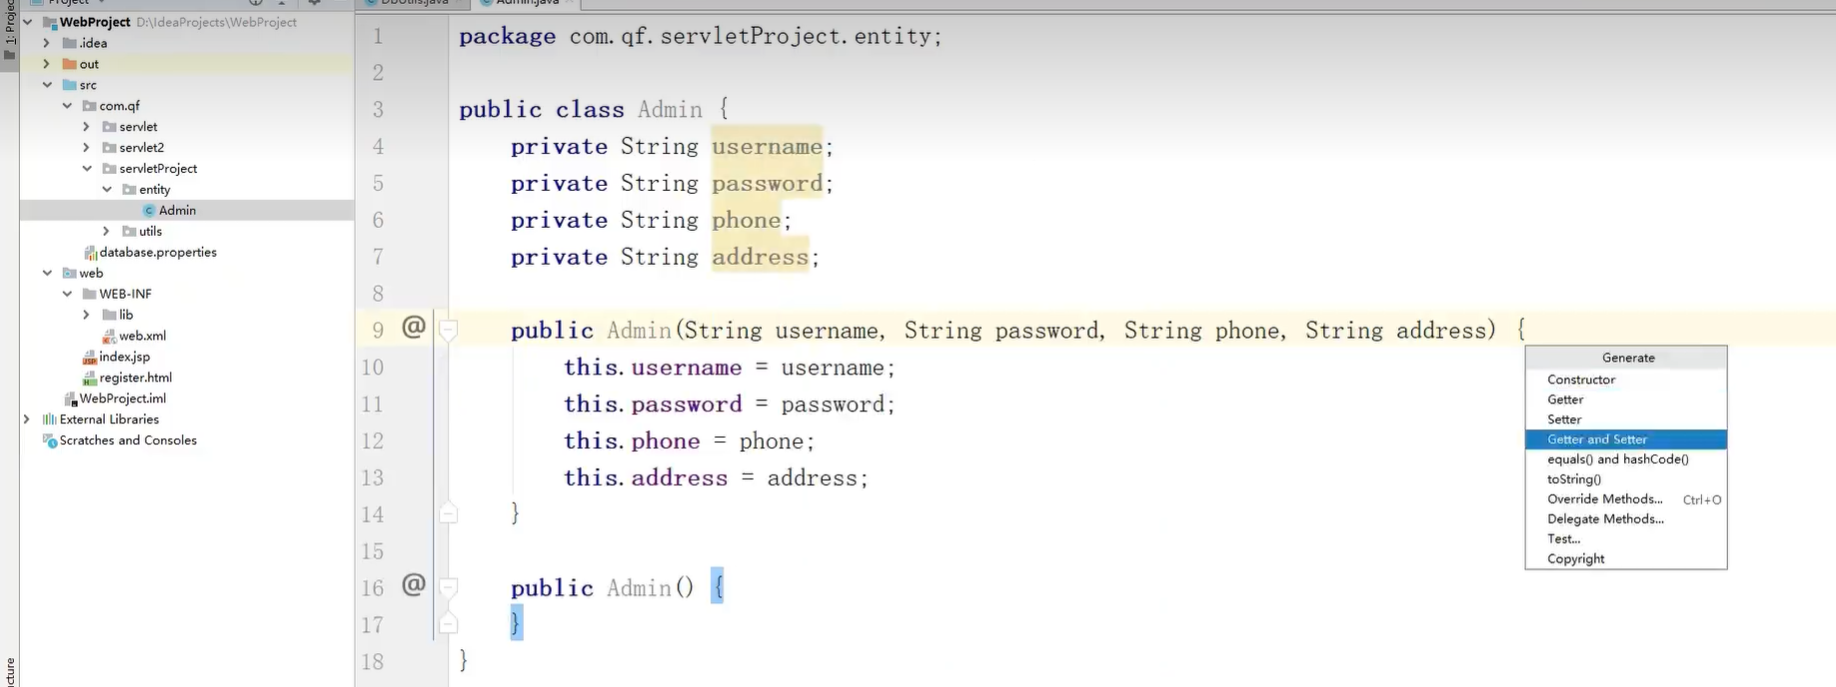 Project
DbUtils.java
Admin.java
1: Project
WebProject D:\IdeaProjects\WebProject
.idea
out
src
com.qf
servlet
servlet2
servletProject
entity
Admin
utils
database.properties
web
WEB-INF
lib
web.xml
index.jsp
register.html
WebProject.iml
External Libraries
Scratches and Consoles
1 package com.qf.servletProject.entity;
2
3 public class Admin {
4 private String username;
5 private String password;
6 private String phone;
7 private String address;
8
9 @ public Admin(String username, String password, String phone, String address) {
10 this.username = username;
11 this.password = password;
12 this.phone = phone;
13 this.address = address;
14 }
15
16 @ public Admin() {
17 }
18 }
Generate
Constructor
Getter
Setter
Getter and Setter
equals() and hashCode()
toString()
Override Methods... Ctrl+O
Delegate Methods...
Test...
Copyright